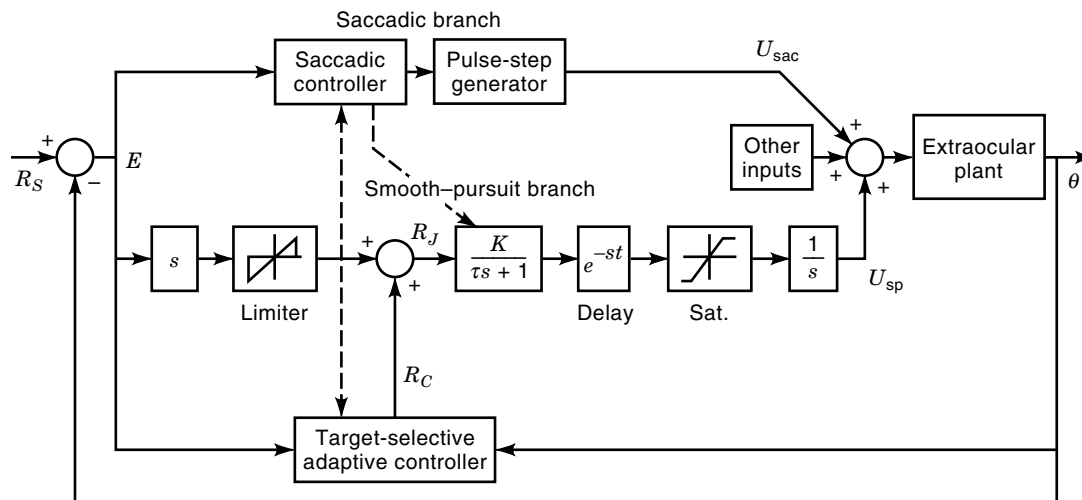 Saccadic branch
Saccadic
controller
Pulse-step
generator
U_sac
+
+
Other
inputs
+
+
Extraocular
plant
θ
R_S
−
E
Smooth–pursuit branch
s
Limiter
+
+
R_J
K
τs + 1
e^−st
Delay
Sat.
1
s
U_sp
R_C
Target-selective
adaptive controller